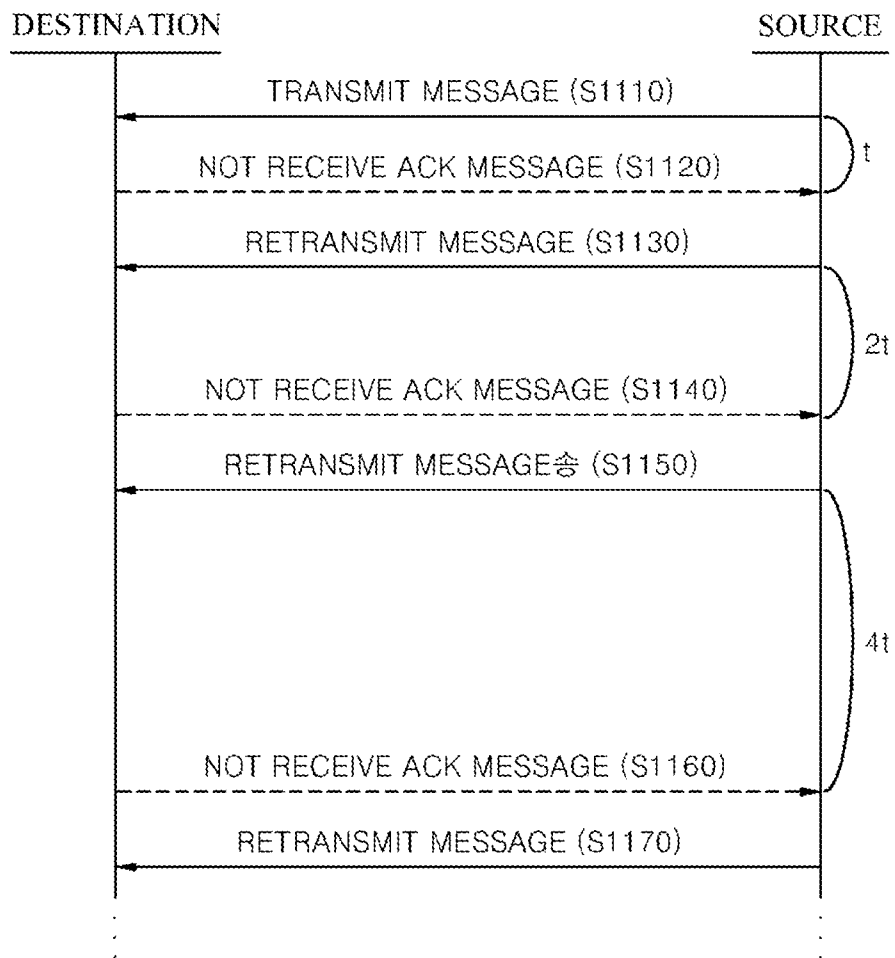 DESTINATION
SOURCE
TRANSMIT MESSAGE (S1110)
t
NOT RECEIVE ACK MESSAGE (S1120)
RETRANSMIT MESSAGE (S1130)
2t
NOT RECEIVE ACK MESSAGE (S1140)
RETRANSMIT MESSAGE송 (S1150)
4t
NOT RECEIVE ACK MESSAGE (S1160)
RETRANSMIT MESSAGE (S1170)